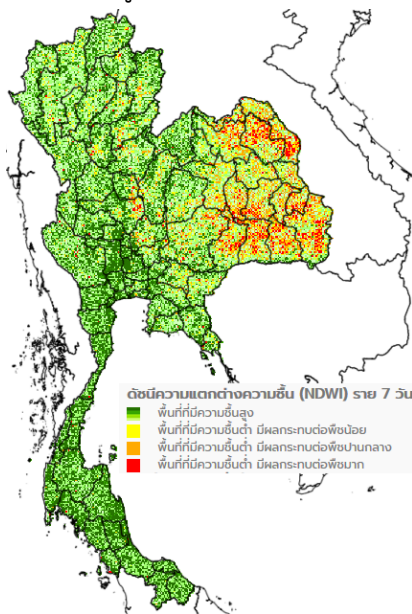 ดัชนีความแตกต่างความชื้น (NDWI) ราย 7 วัน
พื้นที่ที่มีความชื้นสูง
พื้นที่ที่มีความชื้นต่ำ มีผลกระทบต่อพืชน้อย
พื้นที่ที่มีความชื้นต่ำ มีผลกระทบต่อพืชปานกลาง
พื้นที่ที่มีความชื้นต่ำ มีผลกระทบต่อพืชมาก